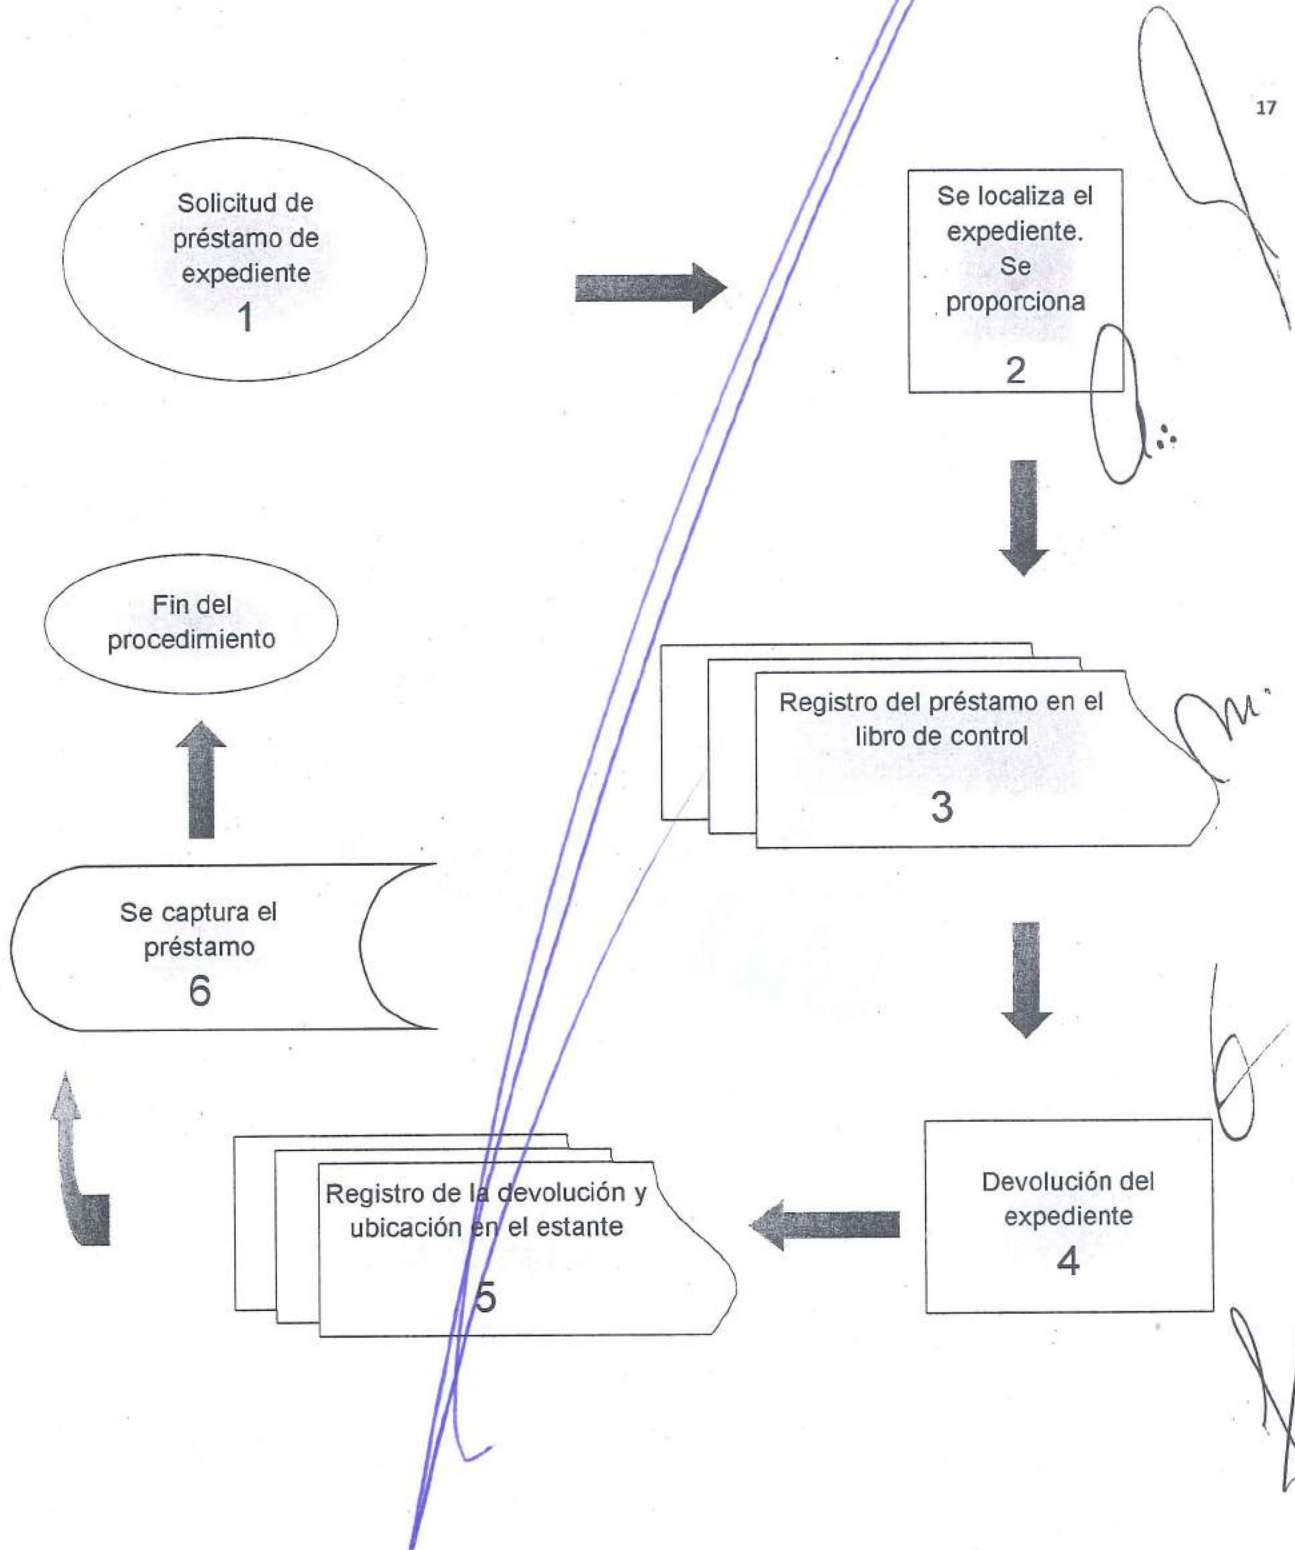 17
Solicitud de
préstamo de
expediente
1
Se localiza el
expediente.
Se
proporciona
2
Registro del préstamo en el
libro de control
3
Devolución del
expediente
4
Registro de la devolución y
ubicación en el estante
5
Se captura el
préstamo
6
Fin del
procedimiento